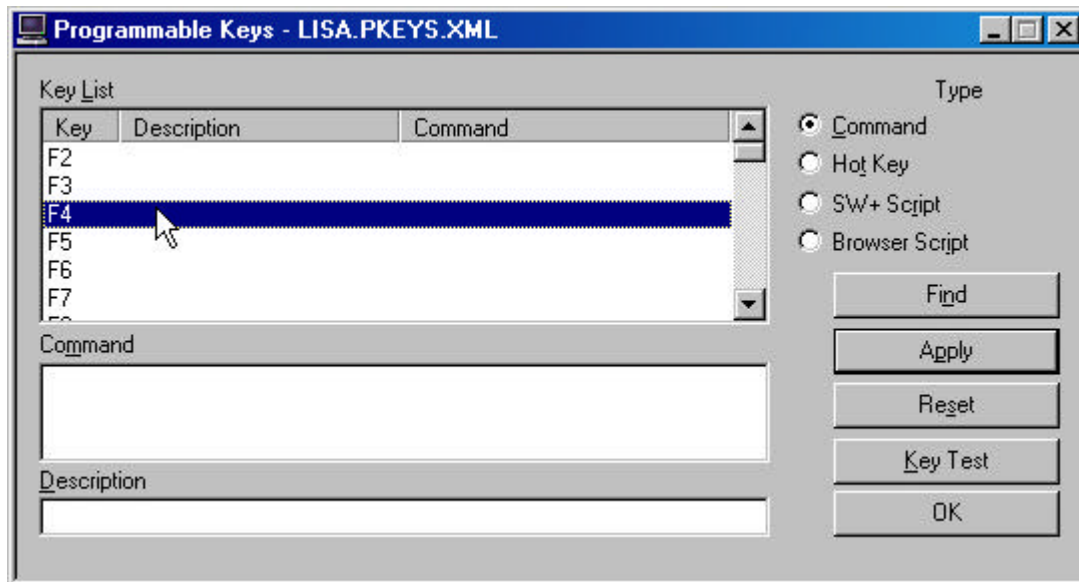 Programmable Keys - LISA.PKEYS.XML
Key List
Type
Key Description Command
F2
F3
F4
F5
F6
F7
Command
Hot Key
SW+ Script
Browser Script
Find
Apply
Reset
Key Test
OK
Command
Description